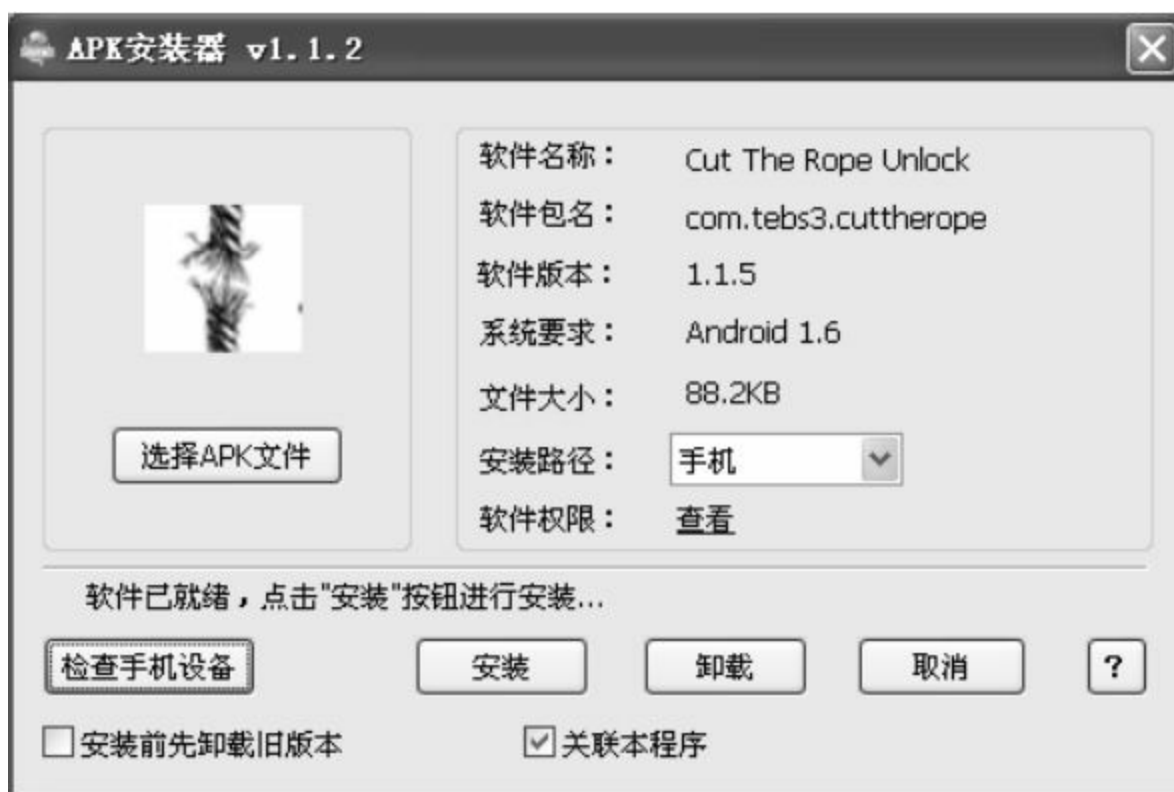 APK安装器 v1.1.2
软件名称： Cut The Rope Unlock
软件包名： com.tebs3.cuttherope
软件版本： 1.1.5
系统要求： Android 1.6
文件大小： 88.2KB
选择APK文件
安装路径： 手机
软件权限： 查看
软件已就绪，点击"安装"按钮进行安装...
检查手机设备 安装 卸载 取消 ?
安装前先卸载旧版本 关联本程序